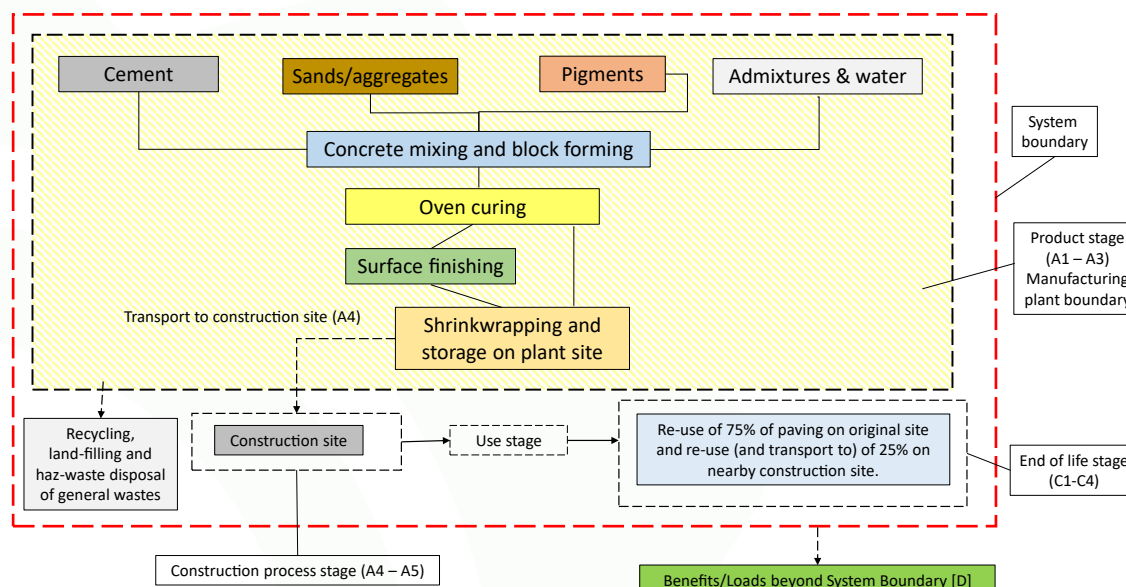 Cement
Sands/aggregates
Pigments
Admixtures & water
Concrete mixing and block forming
System
boundary
Oven curing
Surface finishing
Product stage
(A1 – A3)
Manufacturing
plant boundary
Transport to construction site (A4)
Shrinkwrapping and
storage on plant site
Recycling,
land-filling and
haz-waste disposal
of general wastes
Construction site
Use stage
Re-use of 75% of paving on original site
and re-use (and transport to) of 25% on
nearby construction site.
End of life stage
(C1-C4)
Construction process stage (A4 – A5)
Benefits/Loads beyond System Boundary [D]